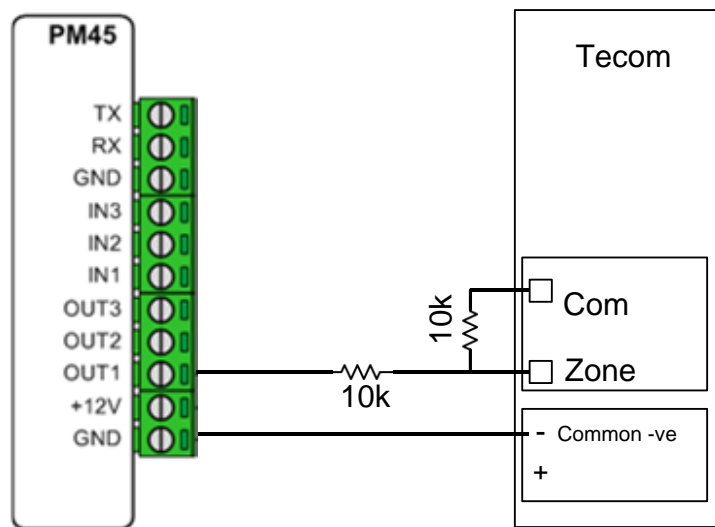 PM45
TX
RX
GND
IN3
IN2
IN1
OUT3
OUT2
OUT1
+12V
GND
10k
10k
Tecom
Com
Zone
- Common -ve
+